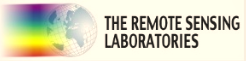 THE REMOTE SENSING
LABORATORIES